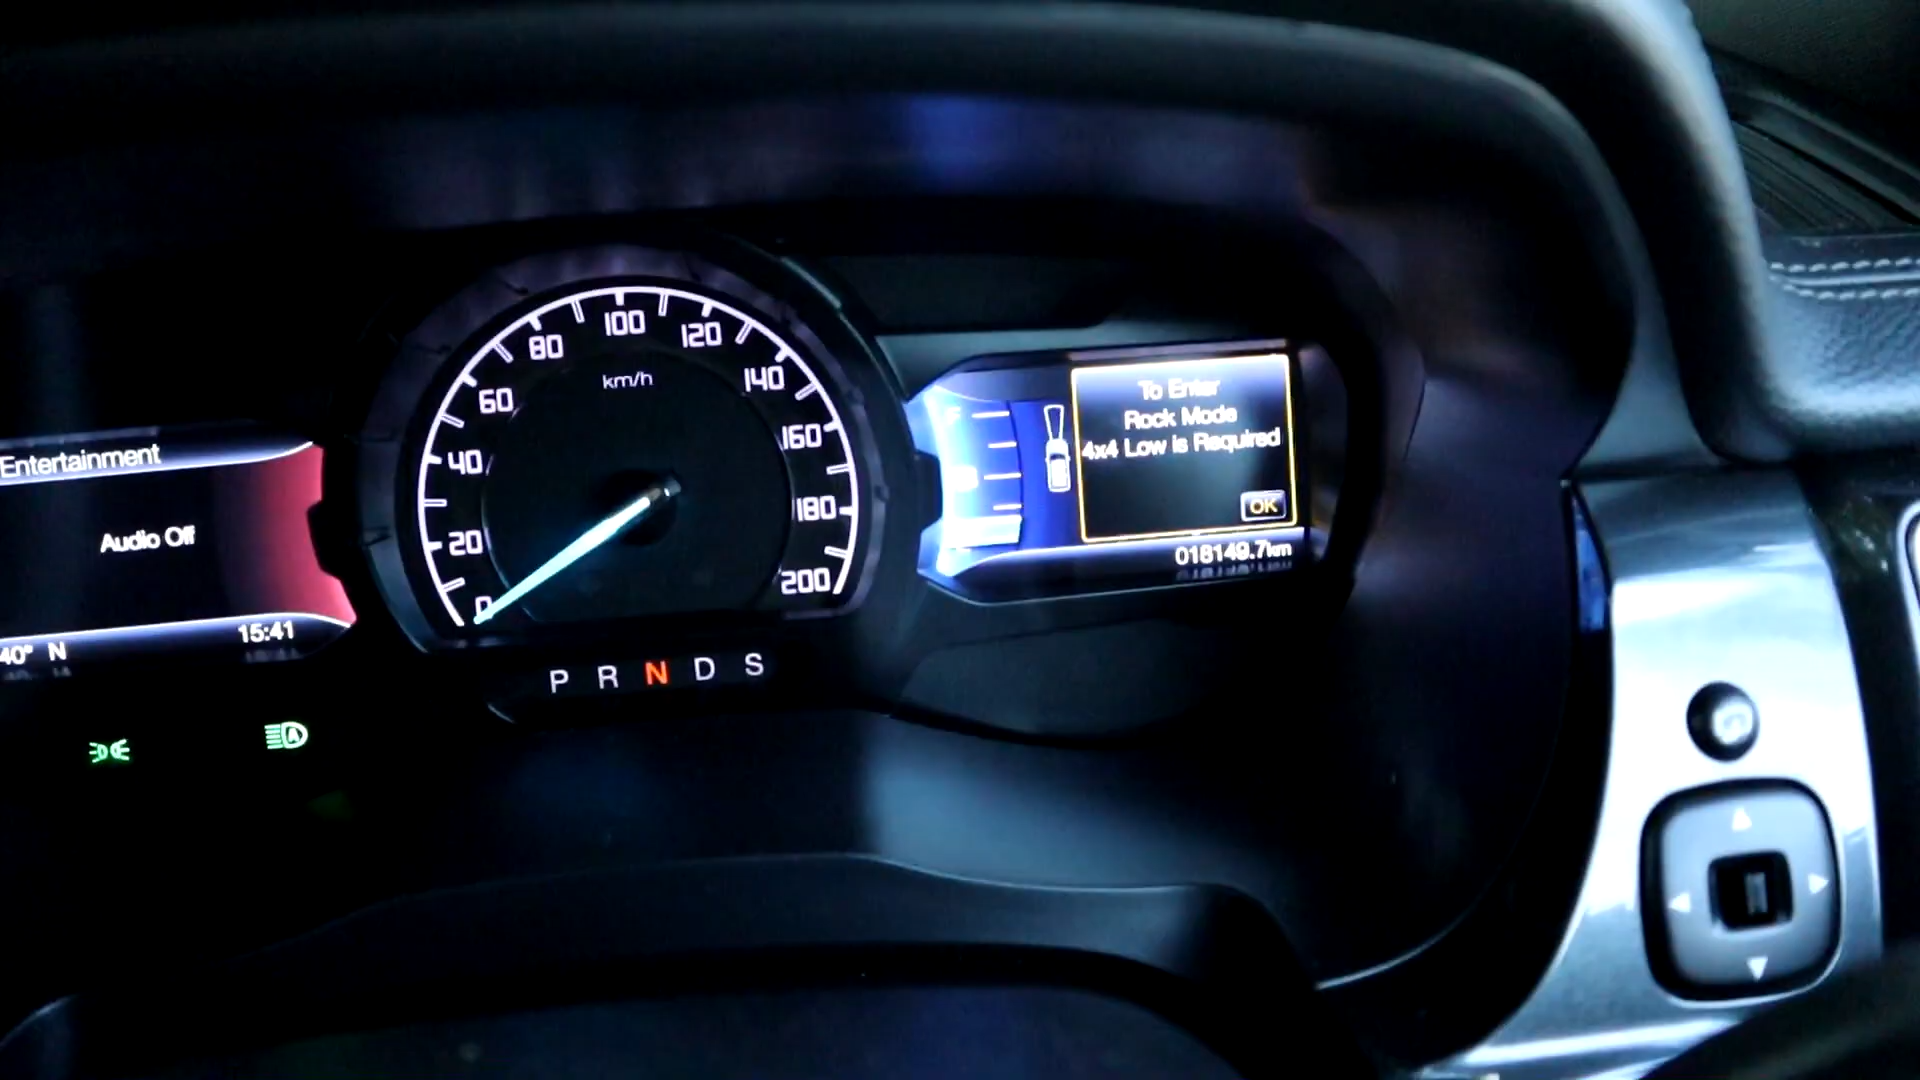 Entertainment
Audio Off
40° N
15:41
0
20
40
60
80
100
120
140
160
180
200
km/h
P R N D S
F
To Enter
Rock Mode
4x4 Low is Required
OK
018149.7km
A